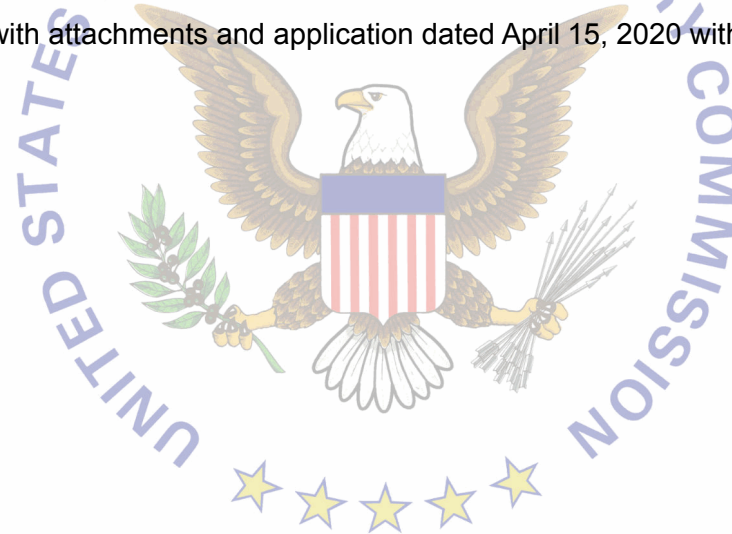 with attachments and application dated April 15, 2020 with
UNITED STATES
Y COMMISSION